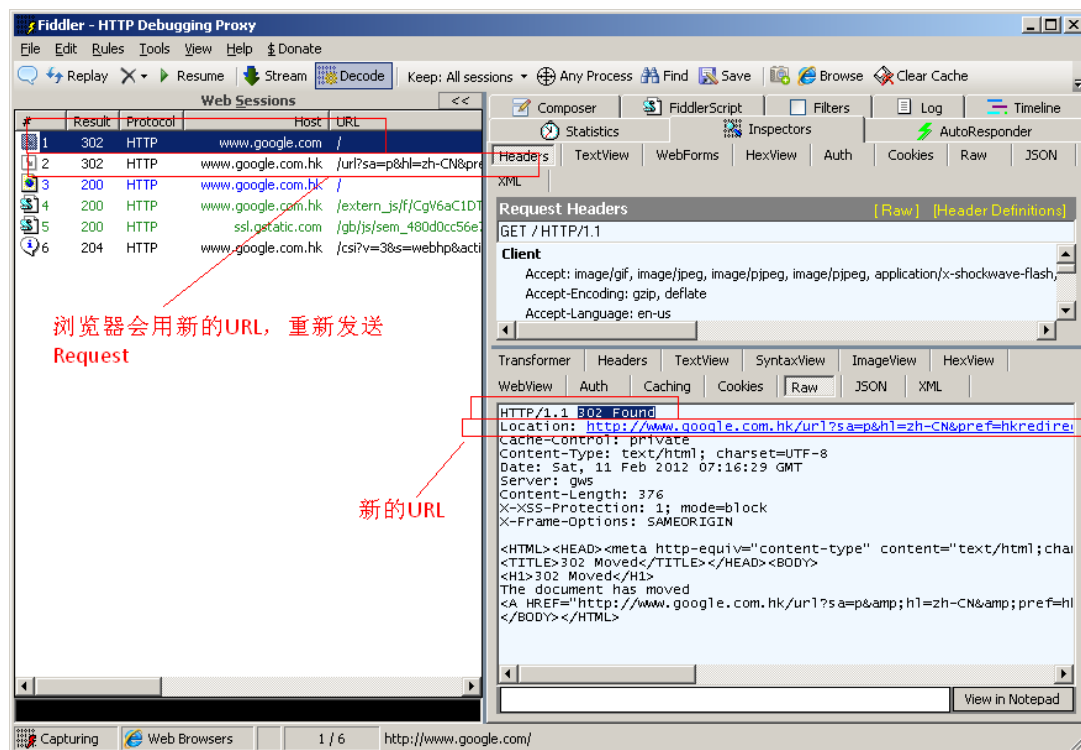 Fiddler - HTTP Debugging Proxy
File Edit Rules Tools View Help $ Donate
Replay Resume Stream Decode Keep: All sessions Any Process Find Save Browse Clear Cache
Web Sessions <<
# Result Protocol Host URL
1 302 HTTP www.google.com /
2 302 HTTP www.google.com.hk /url?sa=p&hl=zh-CN&pre
3 200 HTTP www.google.com.hk /
4 200 HTTP www.google.com.hk /extern_js/f/CgV6aC1DT
5 200 HTTP ssl.gstatic.com /gb/js/sem_480d0cc56e7
6 204 HTTP www.google.com.hk /csi?v=3&s=webhp&acti
浏览器会用新的URL，重新发送
Request
Composer FiddlerScript Filters Log Timeline
Statistics Inspectors AutoResponder
Headers TextView WebForms HexView Auth Cookies Raw JSON
XML
Request Headers [ Raw ] [Header Definitions]
GET / HTTP/1.1
Client
Accept: image/gif, image/jpeg, image/pjpeg, image/pjpeg, application/x-shockwave-flash,
Accept-Encoding: gzip, deflate
Accept-Language: en-us
Transformer Headers TextView SyntaxView ImageView HexView
WebView Auth Caching Cookies Raw JSON XML
HTTP/1.1 302 Found
Location: http://www.google.com.hk/url?sa=p&hl=zh-CN&pref=hkredirec
Cache-Control: private
Content-Type: text/html; charset=UTF-8
Date: Sat, 11 Feb 2012 07:16:29 GMT
Server: gws
Content-Length: 376
X-XSS-Protection: 1; mode=block
X-Frame-Options: SAMEORIGIN
<HTML><HEAD><meta http-equiv="content-type" content="text/html;char
<TITLE>302 Moved</TITLE></HEAD><BODY>
<H1>302 Moved</H1>
The document has moved
<A HREF="http://www.google.com.hk/url?sa=p&amp;hl=zh-CN&amp;pref=hk
</BODY></HTML>
新的URL
View in Notepad
Capturing Web Browsers 1 / 6 http://www.google.com/